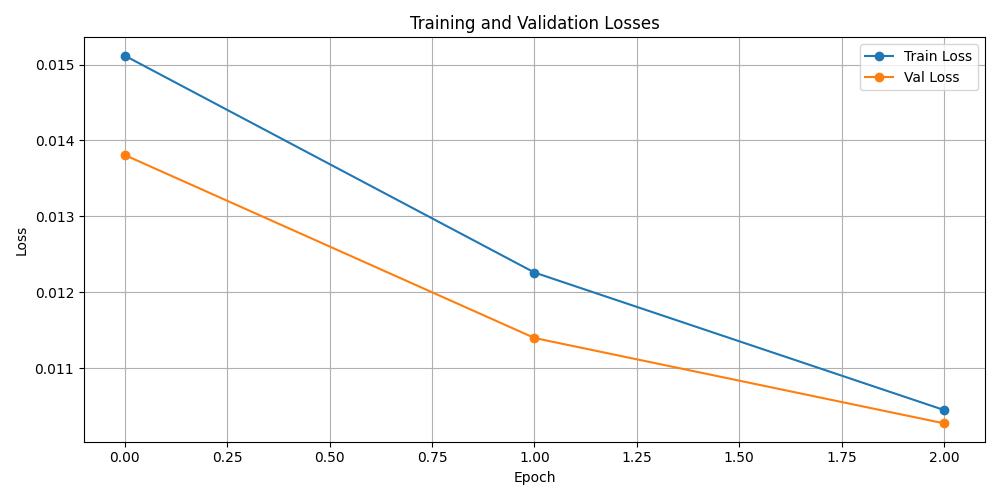 Training and Validation Losses
Train Loss
Val Loss
0.015
0.014
0.013
0.012
0.011
Loss
0.00 0.25 0.50 0.75 1.00 1.25 1.50 1.75 2.00
Epoch